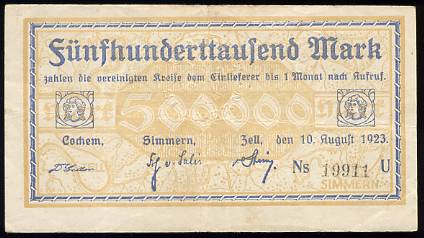 Fünfhunderttausend Mark
zahlen die vereinigten Kreise dem Einlieferer bis 1 Monat nach Aufruf.
500000
Cochem, Simmern, Zell, den 10. August 1923.
Ns 19911 U
ZELL
SIMMERN